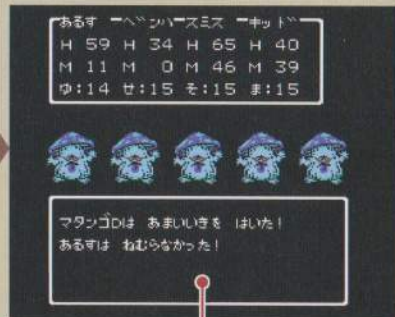 あるす ーベンハースミス ーキッドー
H 59 H 34 H 65 H 40
M 11 M 0 M 46 M 39
ゆ:14 せ:15 そ:15 ま:15
マタンゴDは あまいいきを はいた!
あるすは ねむらなかった!